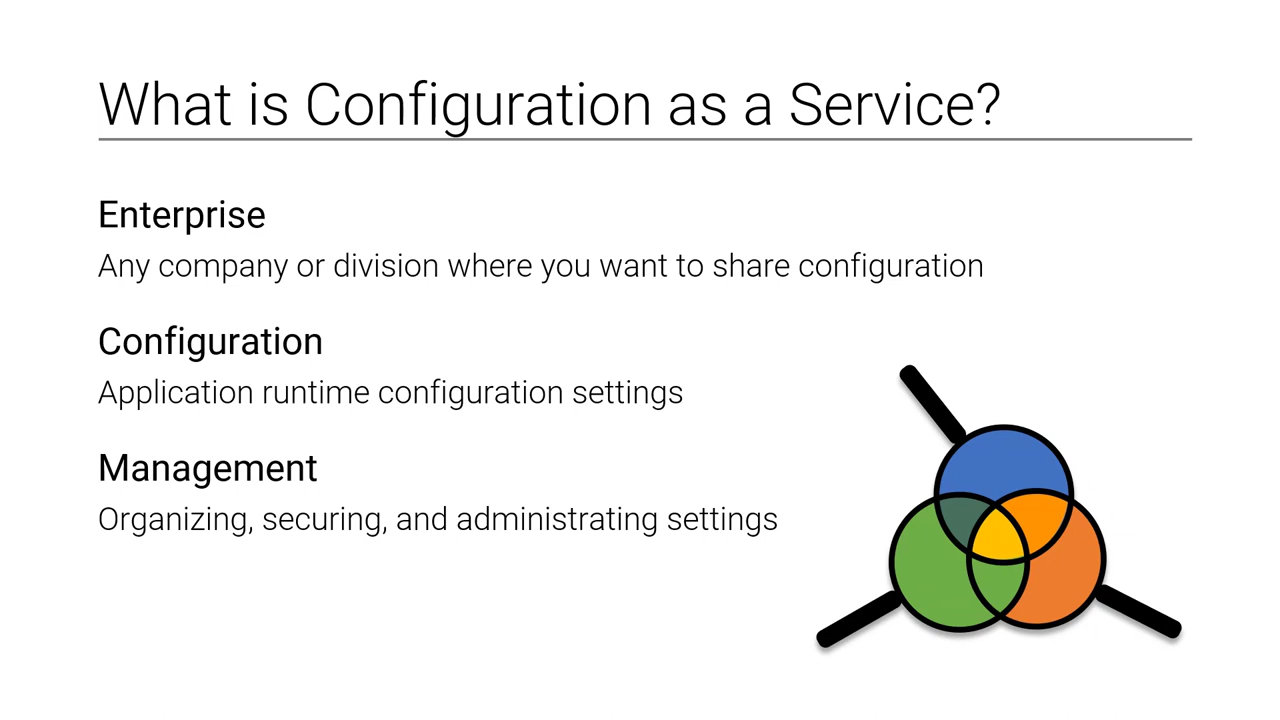 What is Configuration as a Service?
Enterprise
Any company or division where you want to share configuration
Configuration
Application runtime configuration settings
Management
Organizing, securing, and administrating settings